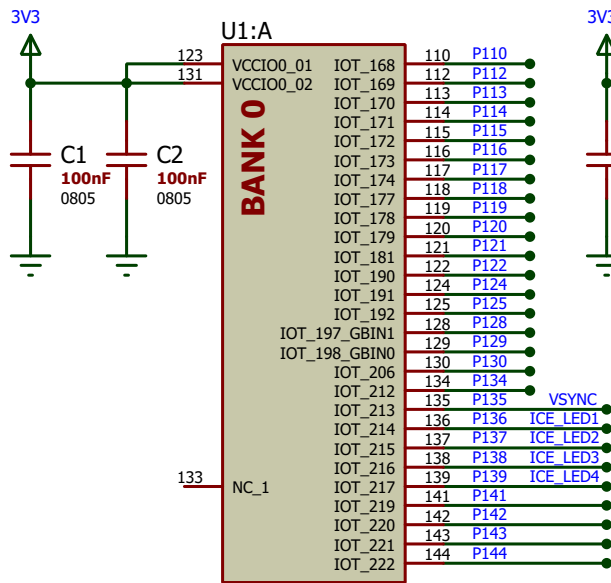 3V3
3V3
U1:A
BANK 0
123 VCCIO0_01 IOT_168 110 P110
131 VCCIO0_02 IOT_169 112 P112
IOT_170 113 P113
IOT_171 114 P114
IOT_172 115 P115
IOT_173 116 P116
IOT_174 117 P117
IOT_177 118 P118
IOT_178 119 P119
IOT_179 120 P120
IOT_181 121 P121
IOT_190 122 P122
IOT_191 124 P124
IOT_192 125 P125
IOT_197_GBIN1 128 P128
IOT_198_GBIN0 129 P129
IOT_206 130 P130
IOT_212 134 P134
IOT_213 135 P135 VSYNC
IOT_214 136 P136 ICE_LED1
IOT_215 137 P137 ICE_LED2
IOT_216 138 P138 ICE_LED3
133 NC_1 IOT_217 139 P139 ICE_LED4
IOT_219 141 P141
IOT_220 142 P142
IOT_221 143 P143
IOT_222 144 P144
C1
100nF
0805
C2
100nF
0805